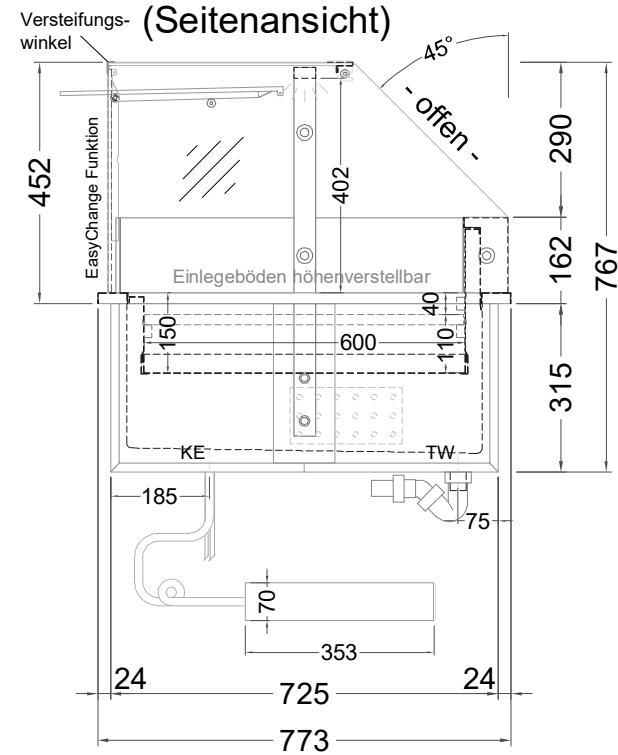 (Seitenansicht)
Versteifungs-
winkel
45°
- offen -
EasyChange Funktion
452
402
290
162
767
315
Einlegeböden höhenverstellbar
40
150
600
110
KE
TW
185
75
70
353
24
725
24
773